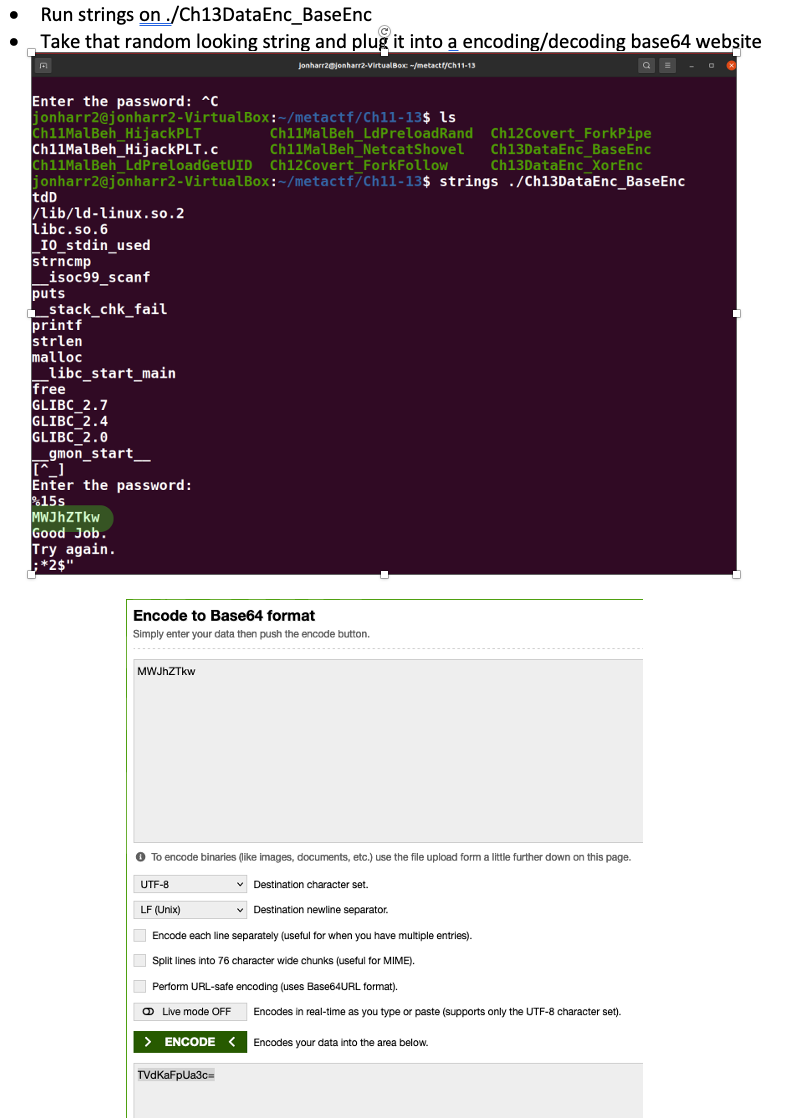 • Run strings on ./Ch13DataEnc_BaseEnc
• Take that random looking string and plug it into a encoding/decoding base64 website
jonharr2@jonharr2-VirtualBox: ~/metactf/Ch11-13
Enter the password: ^C
jonharr2@jonharr2-VirtualBox:~/metactf/Ch11-13$ ls
Ch11MalBeh_HijackPLT Ch11MalBeh_LdPreloadRand Ch12Covert_ForkPipe
Ch11MalBeh_HijackPLT.c Ch11MalBeh_NetcatShovel Ch13DataEnc_BaseEnc
Ch11MalBeh_LdPreloadGetUID Ch12Covert_ForkFollow Ch13DataEnc_XorEnc
jonharr2@jonharr2-VirtualBox:~/metactf/Ch11-13$ strings ./Ch13DataEnc_BaseEnc
tdD
/lib/ld-linux.so.2
libc.so.6
_IO_stdin_used
strncmp
__isoc99_scanf
puts
__stack_chk_fail
printf
strlen
malloc
__libc_start_main
free
GLIBC_2.7
GLIBC_2.4
GLIBC_2.0
__gmon_start__
[^_]
Enter the password:
%15s
MWJhZTkw
Good Job.
Try again.
;*2$"
Encode to Base64 format
Simply enter your data then push the encode button.
MWJhZTkw
To encode binaries (like images, documents, etc.) use the file upload form a little further down on this page.
UTF-8 Destination character set.
LF (Unix) Destination newline separator.
Encode each line separately (useful for when you have multiple entries).
Split lines into 76 character wide chunks (useful for MIME).
Perform URL-safe encoding (uses Base64URL format).
Live mode OFF Encodes in real-time as you type or paste (supports only the UTF-8 character set).
> ENCODE < Encodes your data into the area below.
TVdKaFpUa3c=